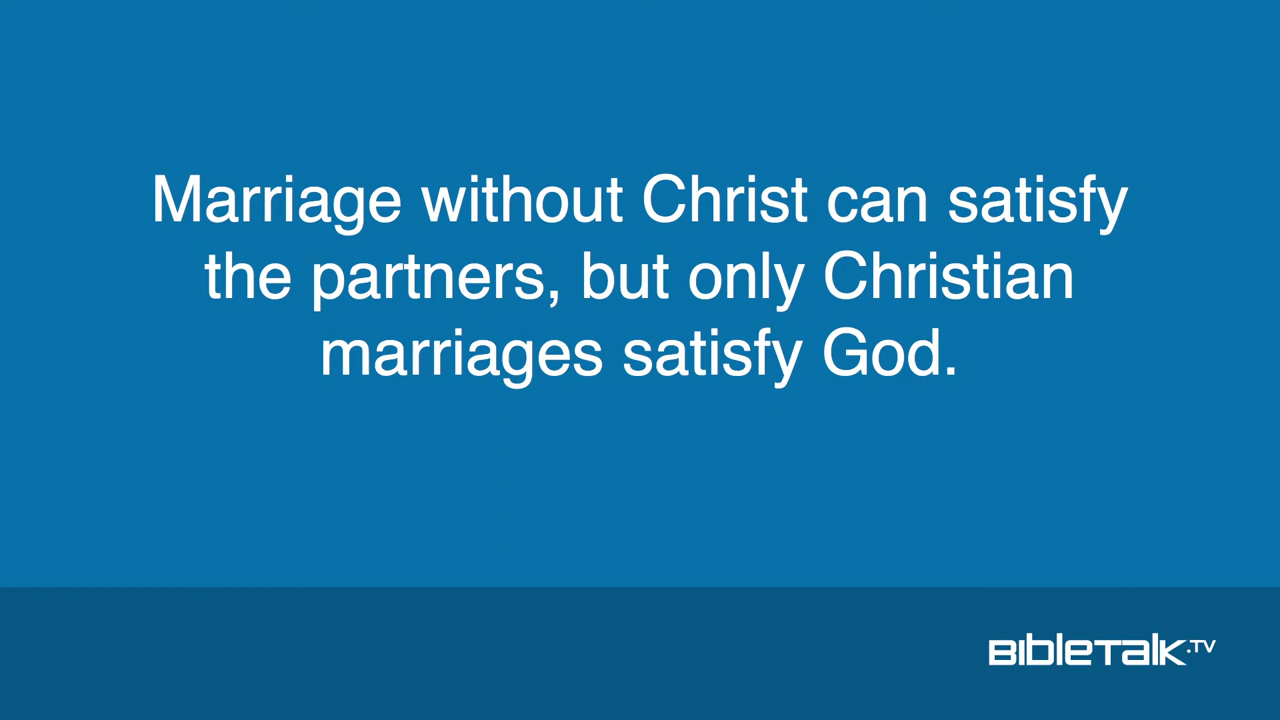 Marriage without Christ can satisfy
the partners, but only Christian
marriages satisfy God.
BIBLETALK.TV